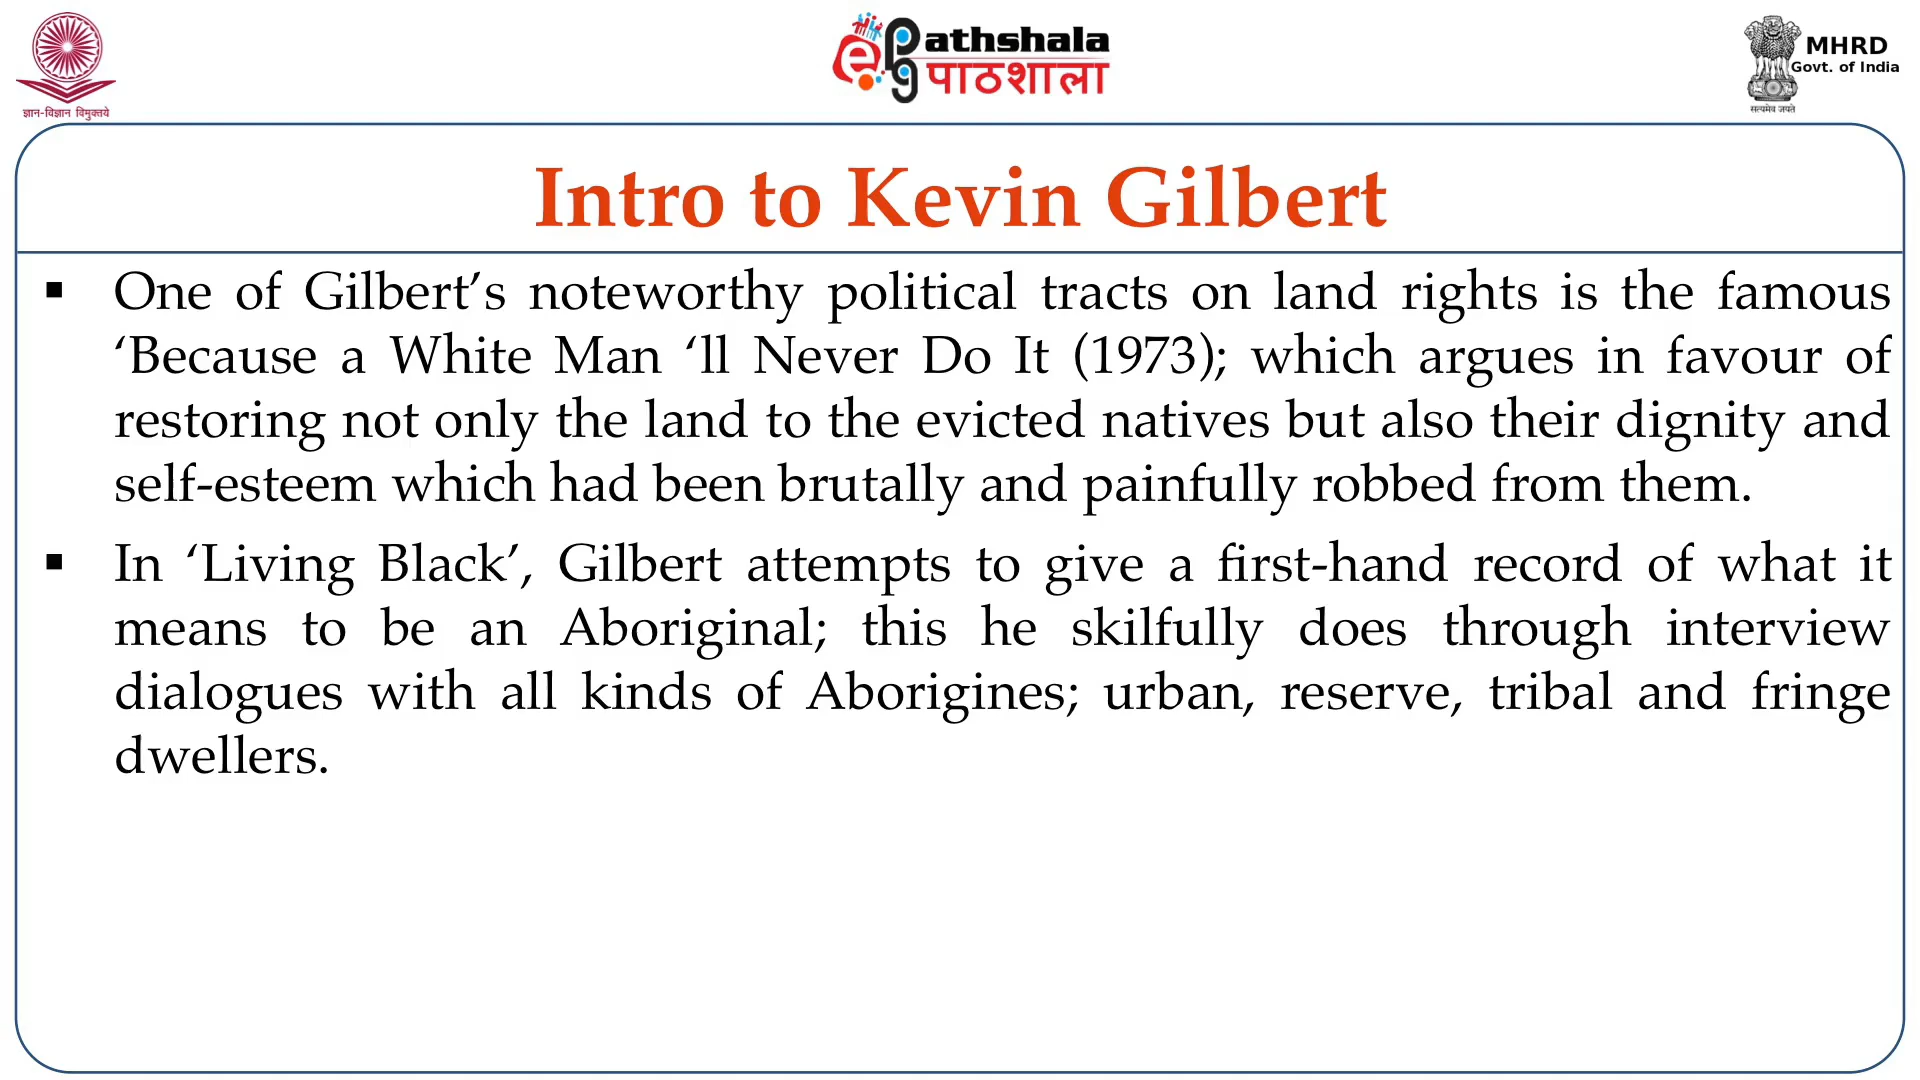 ज्ञान-विज्ञान विमुक्तये
ePathshala
पाठशाला
pg
MHRD
Govt. of India
सत्यमेव जयते
Intro to Kevin Gilbert
▪ One of Gilbert’s noteworthy political tracts on land rights is the famous
‘Because a White Man ‘ll Never Do It (1973); which argues in favour of
restoring not only the land to the evicted natives but also their dignity and
self-esteem which had been brutally and painfully robbed from them.
▪ In ‘Living Black’, Gilbert attempts to give a first-hand record of what it
means to be an Aboriginal; this he skilfully does through interview
dialogues with all kinds of Aborigines; urban, reserve, tribal and fringe
dwellers.